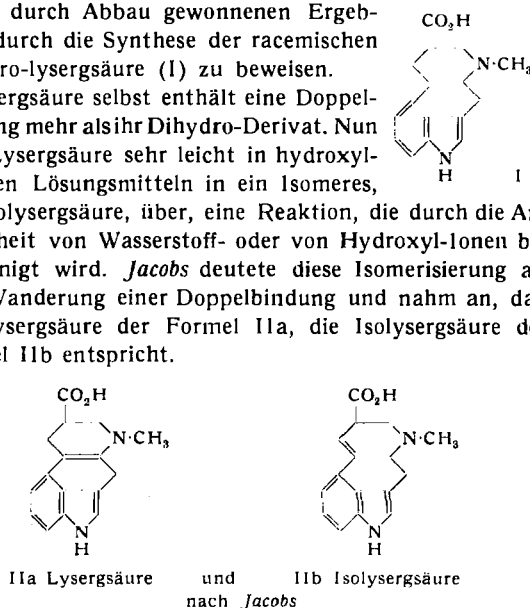 durch Abbau gewonnenen Ergeb-
durch die Synthese der racemischen
ro-lysergsäure (I) zu beweisen.
ergsäure selbst enthält eine Doppel-
ng mehr als ihr Dihydro-Derivat. Nun
Lysergsäure sehr leicht in hydroxyl-
en Lösungsmitteln in ein Isomeres,
olysergsäure, über, eine Reaktion, die durch die A
heit von Wasserstoff- oder von Hydroxyl-Ionen b
nigt wird. Jacobs deutete diese Isomerisierung a
Wanderung einer Doppelbindung und nahm an, da
ysergsäure der Formel IIa, die Isolysergsäure d
el IIb entspricht.
CO₂H
N·CH₃
N
H
I
CO₂H
N·CH₃
N
H
CO₂H
N·CH₃
N
H
IIa Lysergsäure und IIb Isolysergsäure
nach Jacobs